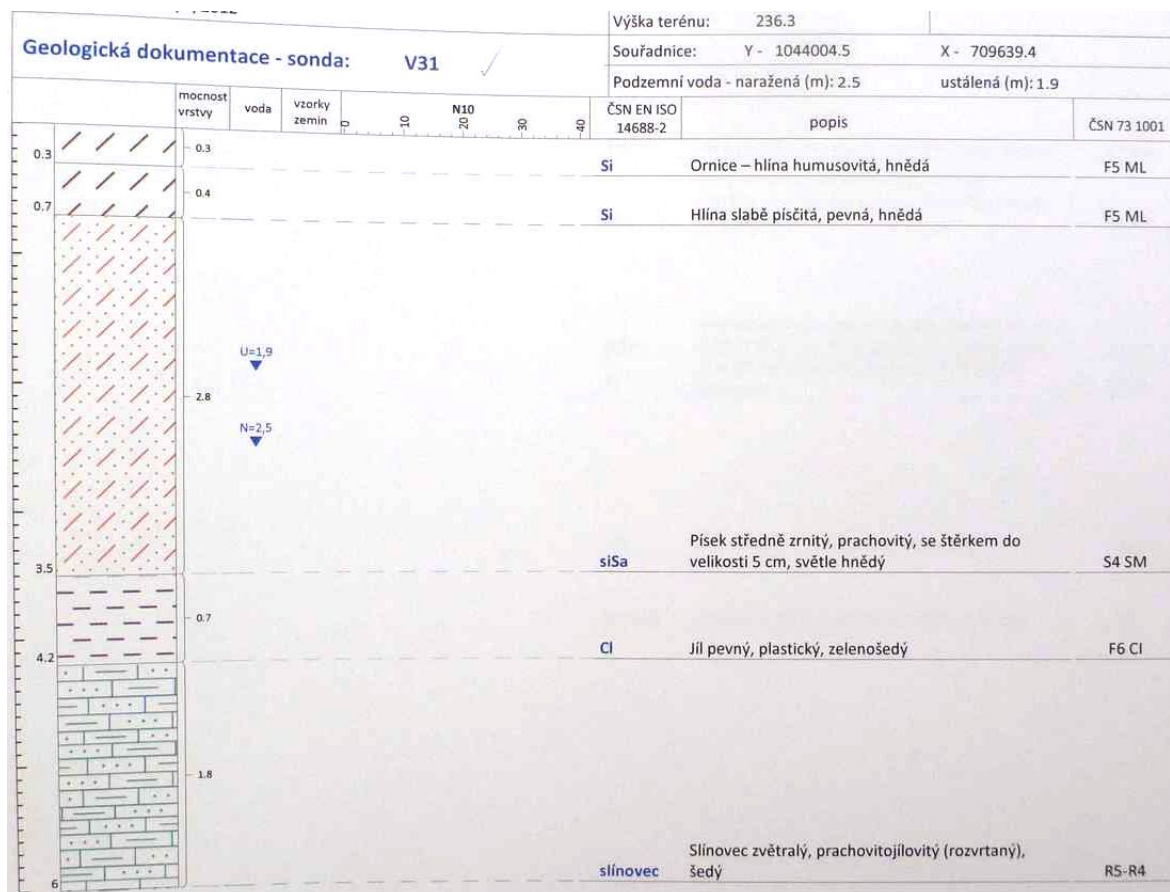 Výška terénu: 236.3
Geologická dokumentace - sonda: V31
Souřadnice: Y - 1044004.5 X - 709639.4
Podzemní voda - naražená (m): 2.5 ustálená (m): 1.9
mocnost vrstvy voda vzorky zemin N10 ČSN EN ISO 14688-2 popis ČSN 73 1001
0 10 20 30 40
0.3 0.3 Si Ornice – hlína humusovitá, hnědá F5 ML
0.4
0.7 Si Hlína slabě písčitá, pevná, hnědá F5 ML
U=1,9
2.8
N=2,5
Písek středně zrnitý, prachovitý, se štěrkem do
3.5 siSa velikosti 5 cm, světle hnědý S4 SM
0.7
4.2 Cl Jíl pevný, plastický, zelenošedý F6 CI
1.8
Slínovec zvětralý, prachovitojílovitý (rozvrtaný),
6 slínovec šedý R5-R4